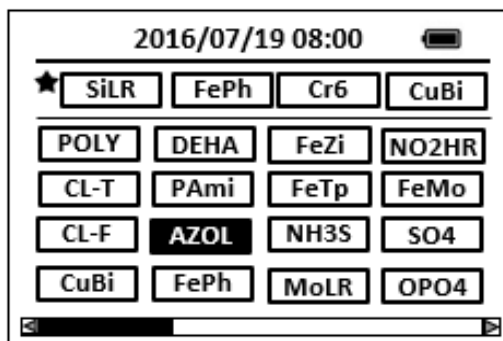 2016/07/19 08:00
SiLR FePh Cr6 CuBi
POLY DEHA FeZi NO2HR
CL-T PAmi FeTp FeMo
CL-F AZOL NH3S SO4
CuBi FePh MoLR OPO4